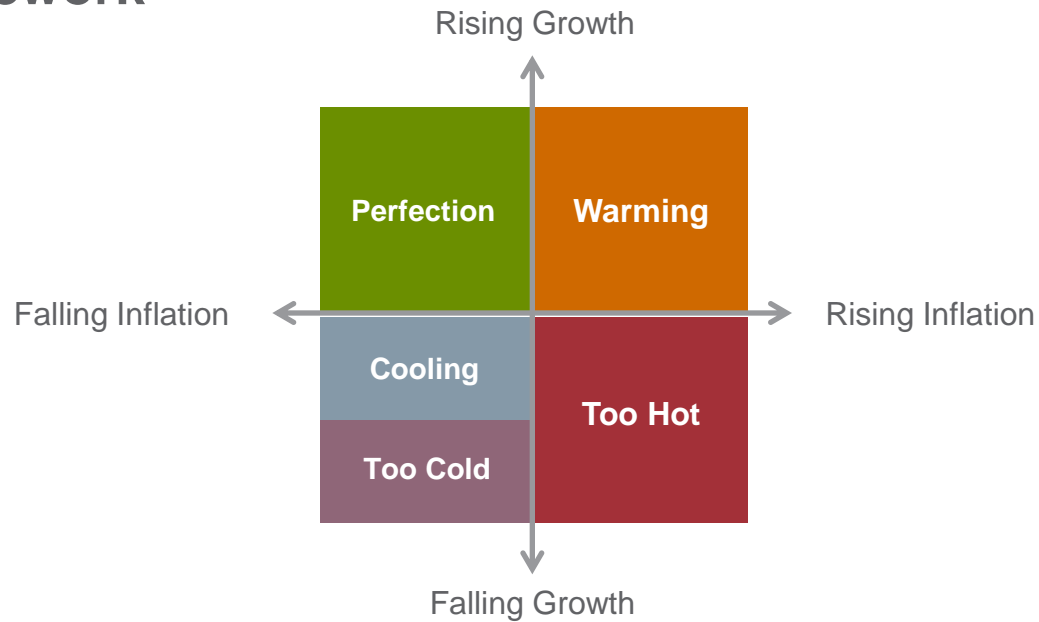 Rising Growth
Perfection
Warming
Falling Inflation
Rising Inflation
Cooling
Too Hot
Too Cold
Falling Growth